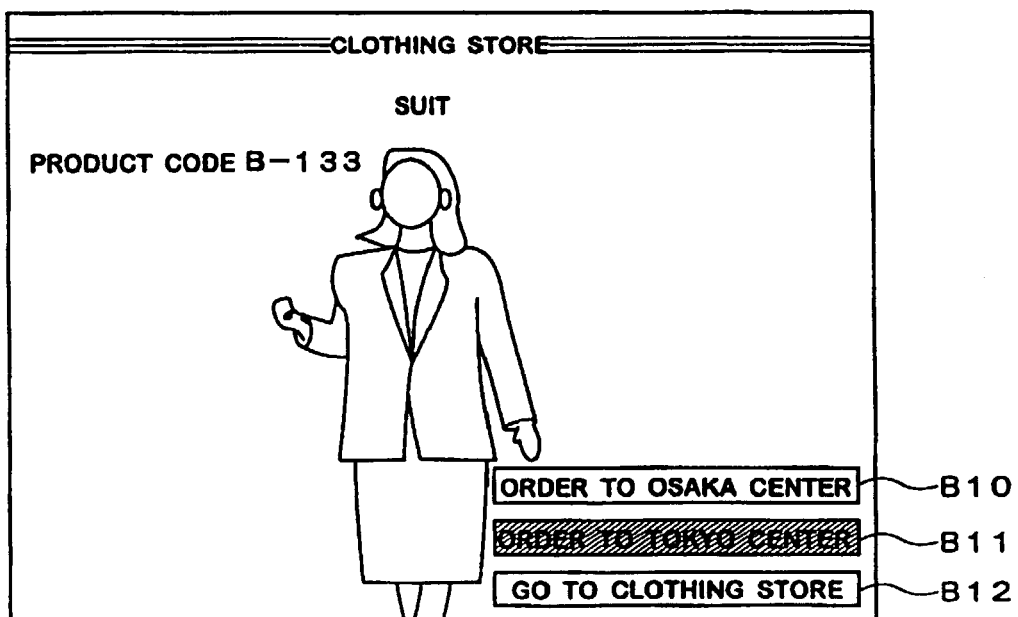 CLOTHING STORE
SUIT
PRODUCT CODE B-133
ORDER TO OSAKA CENTER
B10
ORDER TO TOKYO CENTER
B11
GO TO CLOTHING STORE
B12